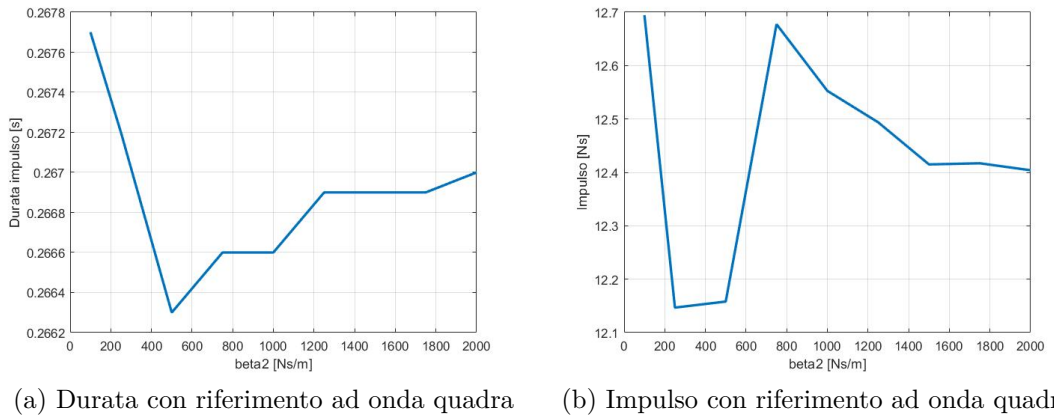 0.2678
0.2676
0.2674
0.2672
0.267
0.2668
0.2666
0.2664
0.2662
0 200 400 600 800 1000 1200 1400 1600 1800 2000
Durata impulso [s]
beta2 [Ns/m]
(a) Durata con riferimento ad onda quadra
12.7
12.6
12.5
12.4
12.3
12.2
12.1
0 200 400 600 800 1000 1200 1400 1600 1800 2000
Impulso [Ns]
beta2 [Ns/m]
(b) Impulso con riferimento ad onda quadr